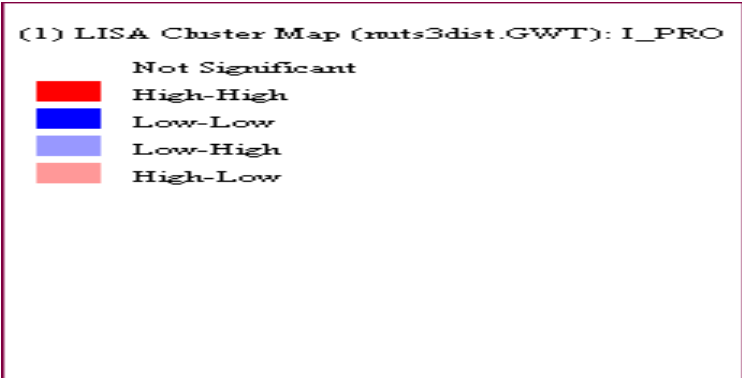 (1) LISA Cluster Map (nuts3dist.GWT): I_PRO
Not Significant
High-High
Low-Low
Low-High
High-Low